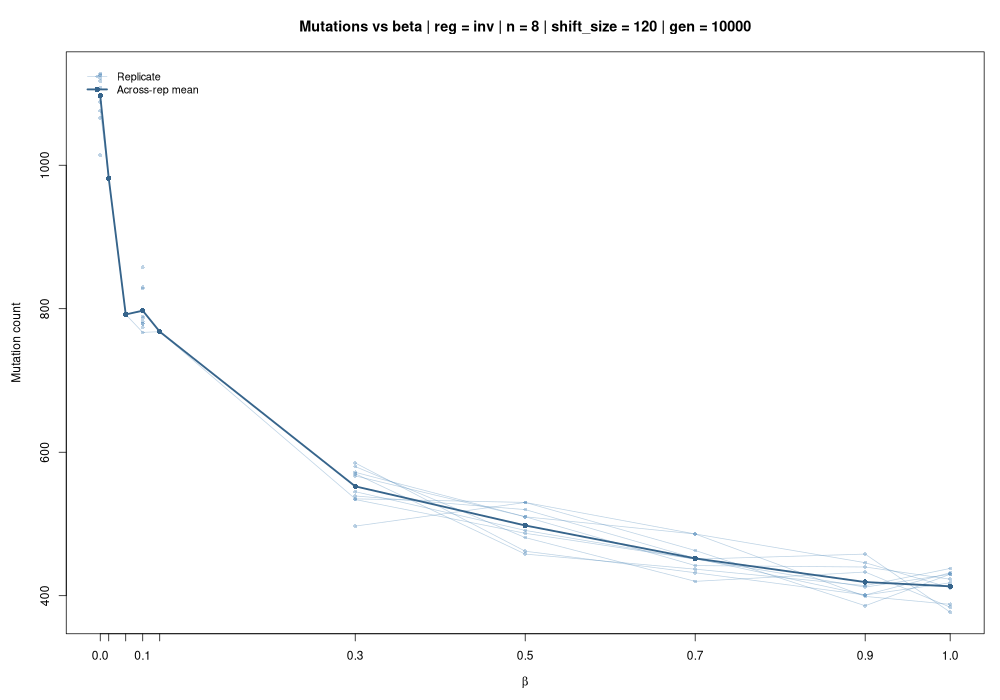 Mutations vs beta | reg = inv | n = 8 | shift_size = 120 | gen = 10000
Replicate
Across-rep mean
1000
800
600
400
Mutation count
0.0 0.1 0.3 0.5 0.7 0.9 1.0
β